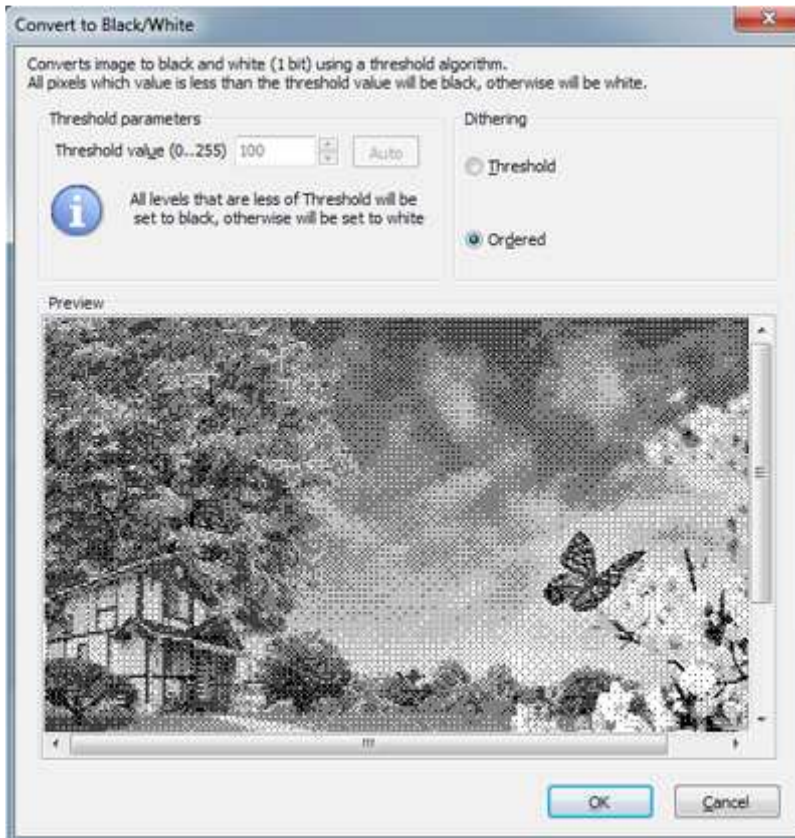 Convert to Black/White
Converts image to black and white (1 bit) using a threshold algorithm.
All pixels which value is less than the threshold value will be black, otherwise will be white.
Threshold parameters
Threshold value (0...255) 100 Auto
All levels that are less of Threshold will be
set to black, otherwise will be set to white
Dithering
Threshold
Ordered
Preview
OK Cancel